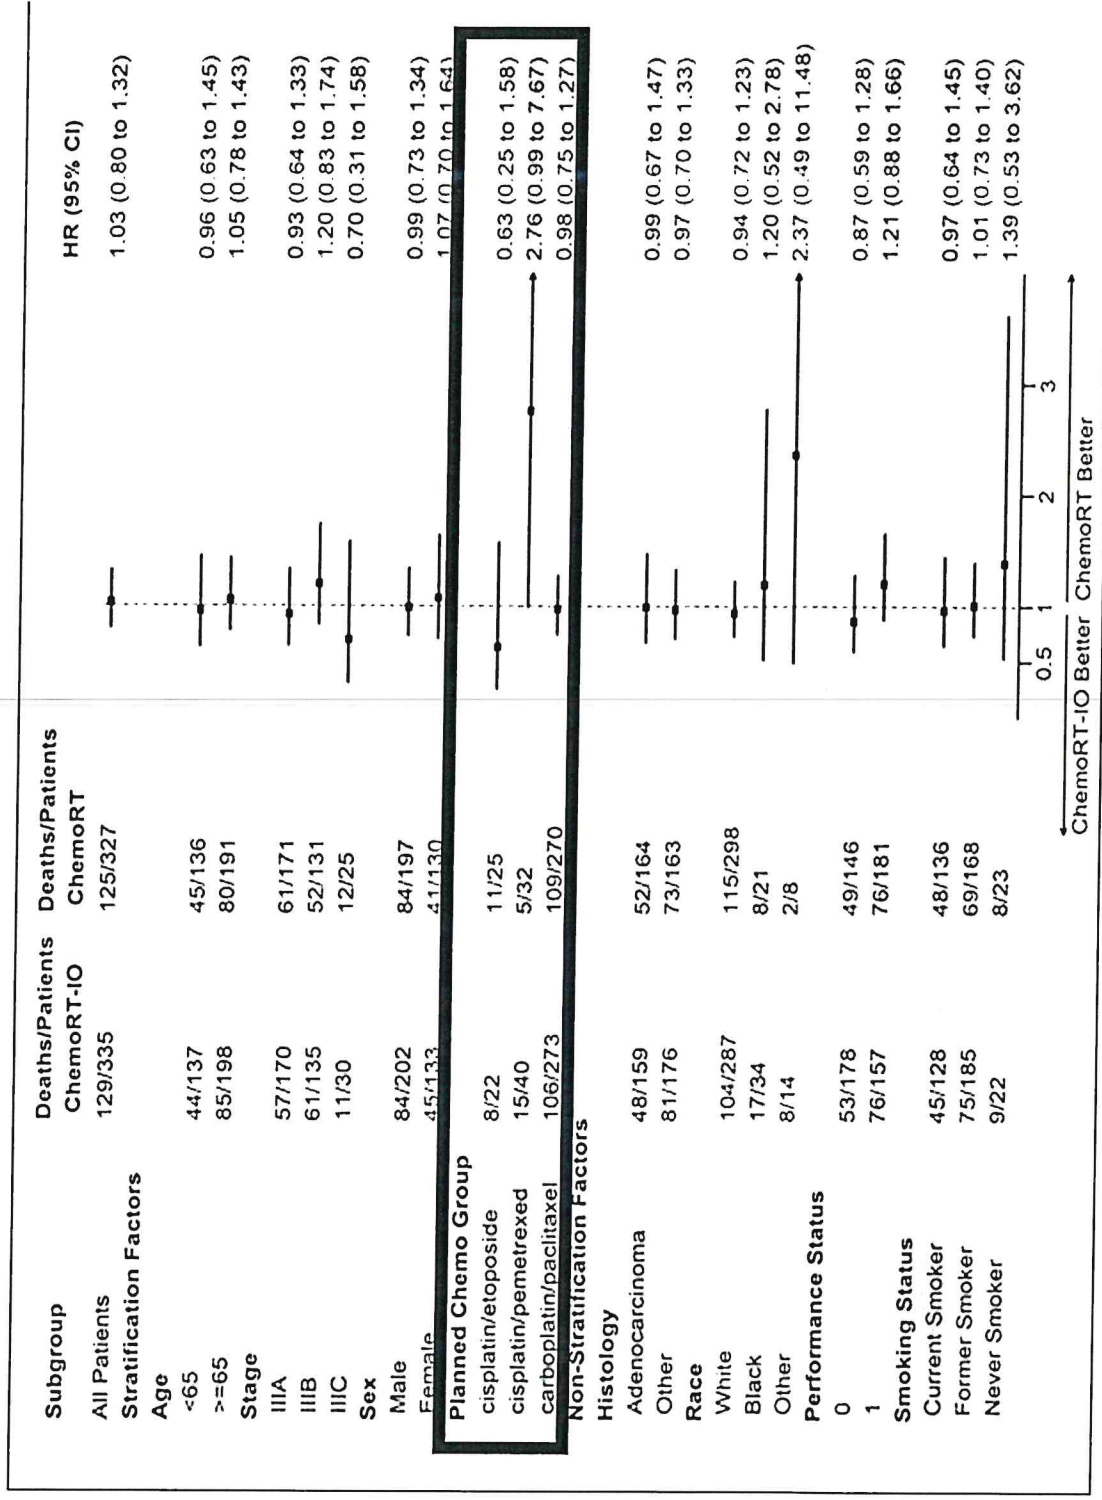 Subgroup Deaths/Patients ChemoRT-IO Deaths/Patients ChemoRT HR (95% CI)
All Patients 129/335 125/327 1.03 (0.80 to 1.32)
Stratification Factors
Age
<65 44/137 45/136 0.96 (0.63 to 1.45)
>=65 85/198 80/191 1.05 (0.78 to 1.43)
Stage
IIIA 57/170 61/171 0.93 (0.64 to 1.33)
IIIB 61/135 52/131 1.20 (0.83 to 1.74)
IIIC 11/30 12/25 0.70 (0.31 to 1.58)
Sex
Male 84/202 84/197 0.99 (0.73 to 1.34)
Female 45/133 41/130 1.07 (0.70 to 1.64)
Planned Chemo Group
cisplatin/etoposide 8/22 11/25 0.63 (0.25 to 1.58)
cisplatin/pemetrexed 15/40 5/32 2.76 (0.99 to 7.67)
carboplatin/paclitaxel 106/273 109/270 0.98 (0.75 to 1.27)
Non-Stratification Factors
Histology
Adenocarcinoma 48/159 52/164 0.99 (0.67 to 1.47)
Other 81/176 73/163 0.97 (0.70 to 1.33)
Race
White 104/287 115/298 0.94 (0.72 to 1.23)
Black 17/34 8/21 1.20 (0.52 to 2.78)
Other 8/14 2/8 2.37 (0.49 to 11.48)
Performance Status
0 53/178 49/146 0.87 (0.59 to 1.28)
1 76/157 76/181 1.21 (0.88 to 1.66)
Smoking Status
Current Smoker 45/128 48/136 0.97 (0.64 to 1.45)
Former Smoker 75/185 69/168 1.01 (0.73 to 1.40)
Never Smoker 9/22 8/23 1.39 (0.53 to 3.62)
0.5 1 2 3
ChemoRT-IO Better ChemoRT Better